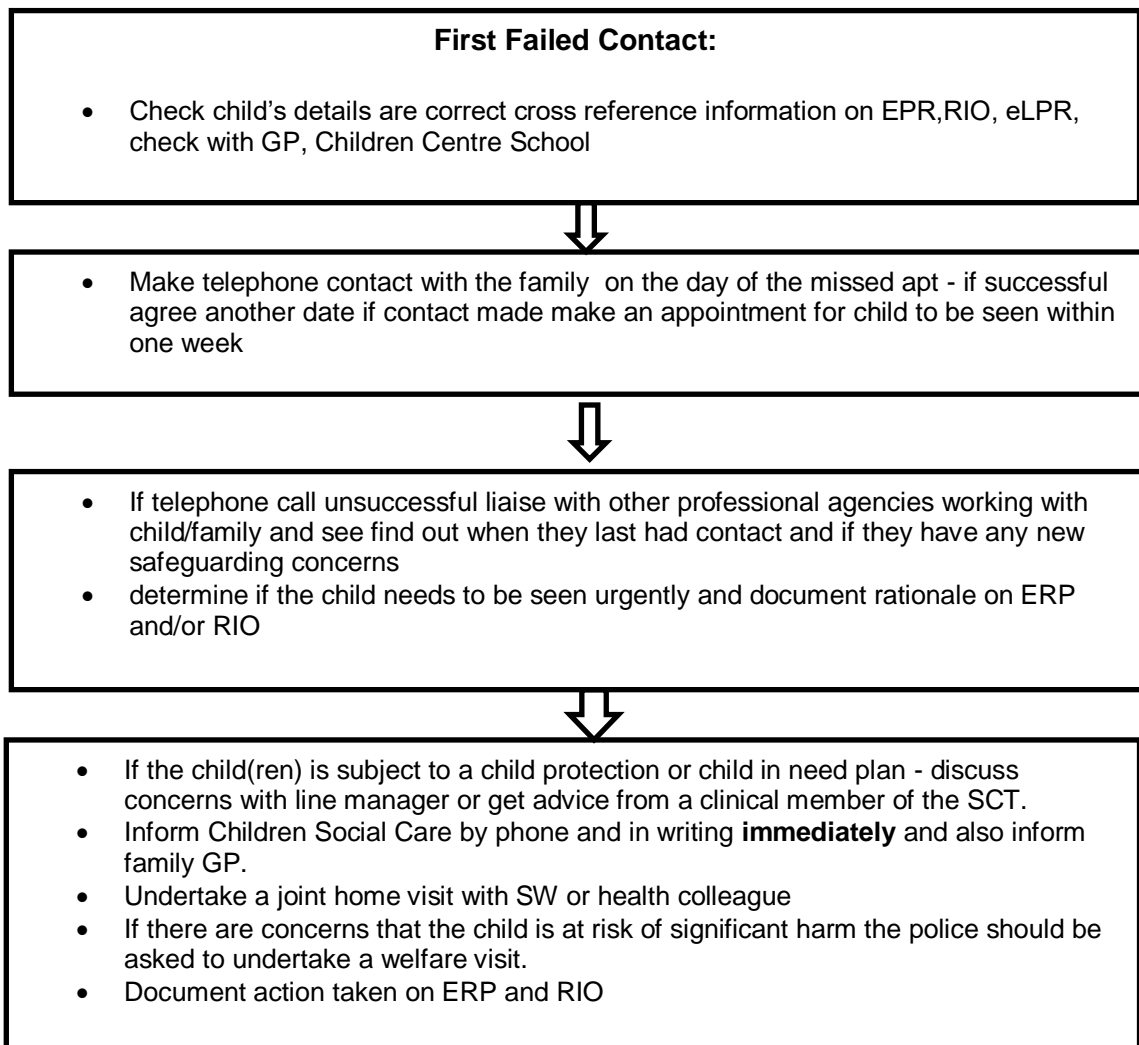 First Failed Contact:
• Check child’s details are correct cross reference information on EPR,RIO, eLPR,
check with GP, Children Centre School
• Make telephone contact with the family  on the day of the missed apt - if successful
agree another date if contact made make an appointment for child to be seen within
one week
• If telephone call unsuccessful liaise with other professional agencies working with
child/family and see find out when they last had contact and if they have any new
safeguarding concerns
• determine if the child needs to be seen urgently and document rationale on ERP
and/or RIO
• If the child(ren) is subject to a child protection or child in need plan - discuss
concerns with line manager or get advice from a clinical member of the SCT.
• Inform Children Social Care by phone and in writing immediately and also inform
family GP.
• Undertake a joint home visit with SW or health colleague
• If there are concerns that the child is at risk of significant harm the police should be
asked to undertake a welfare visit.
• Document action taken on ERP and RIO